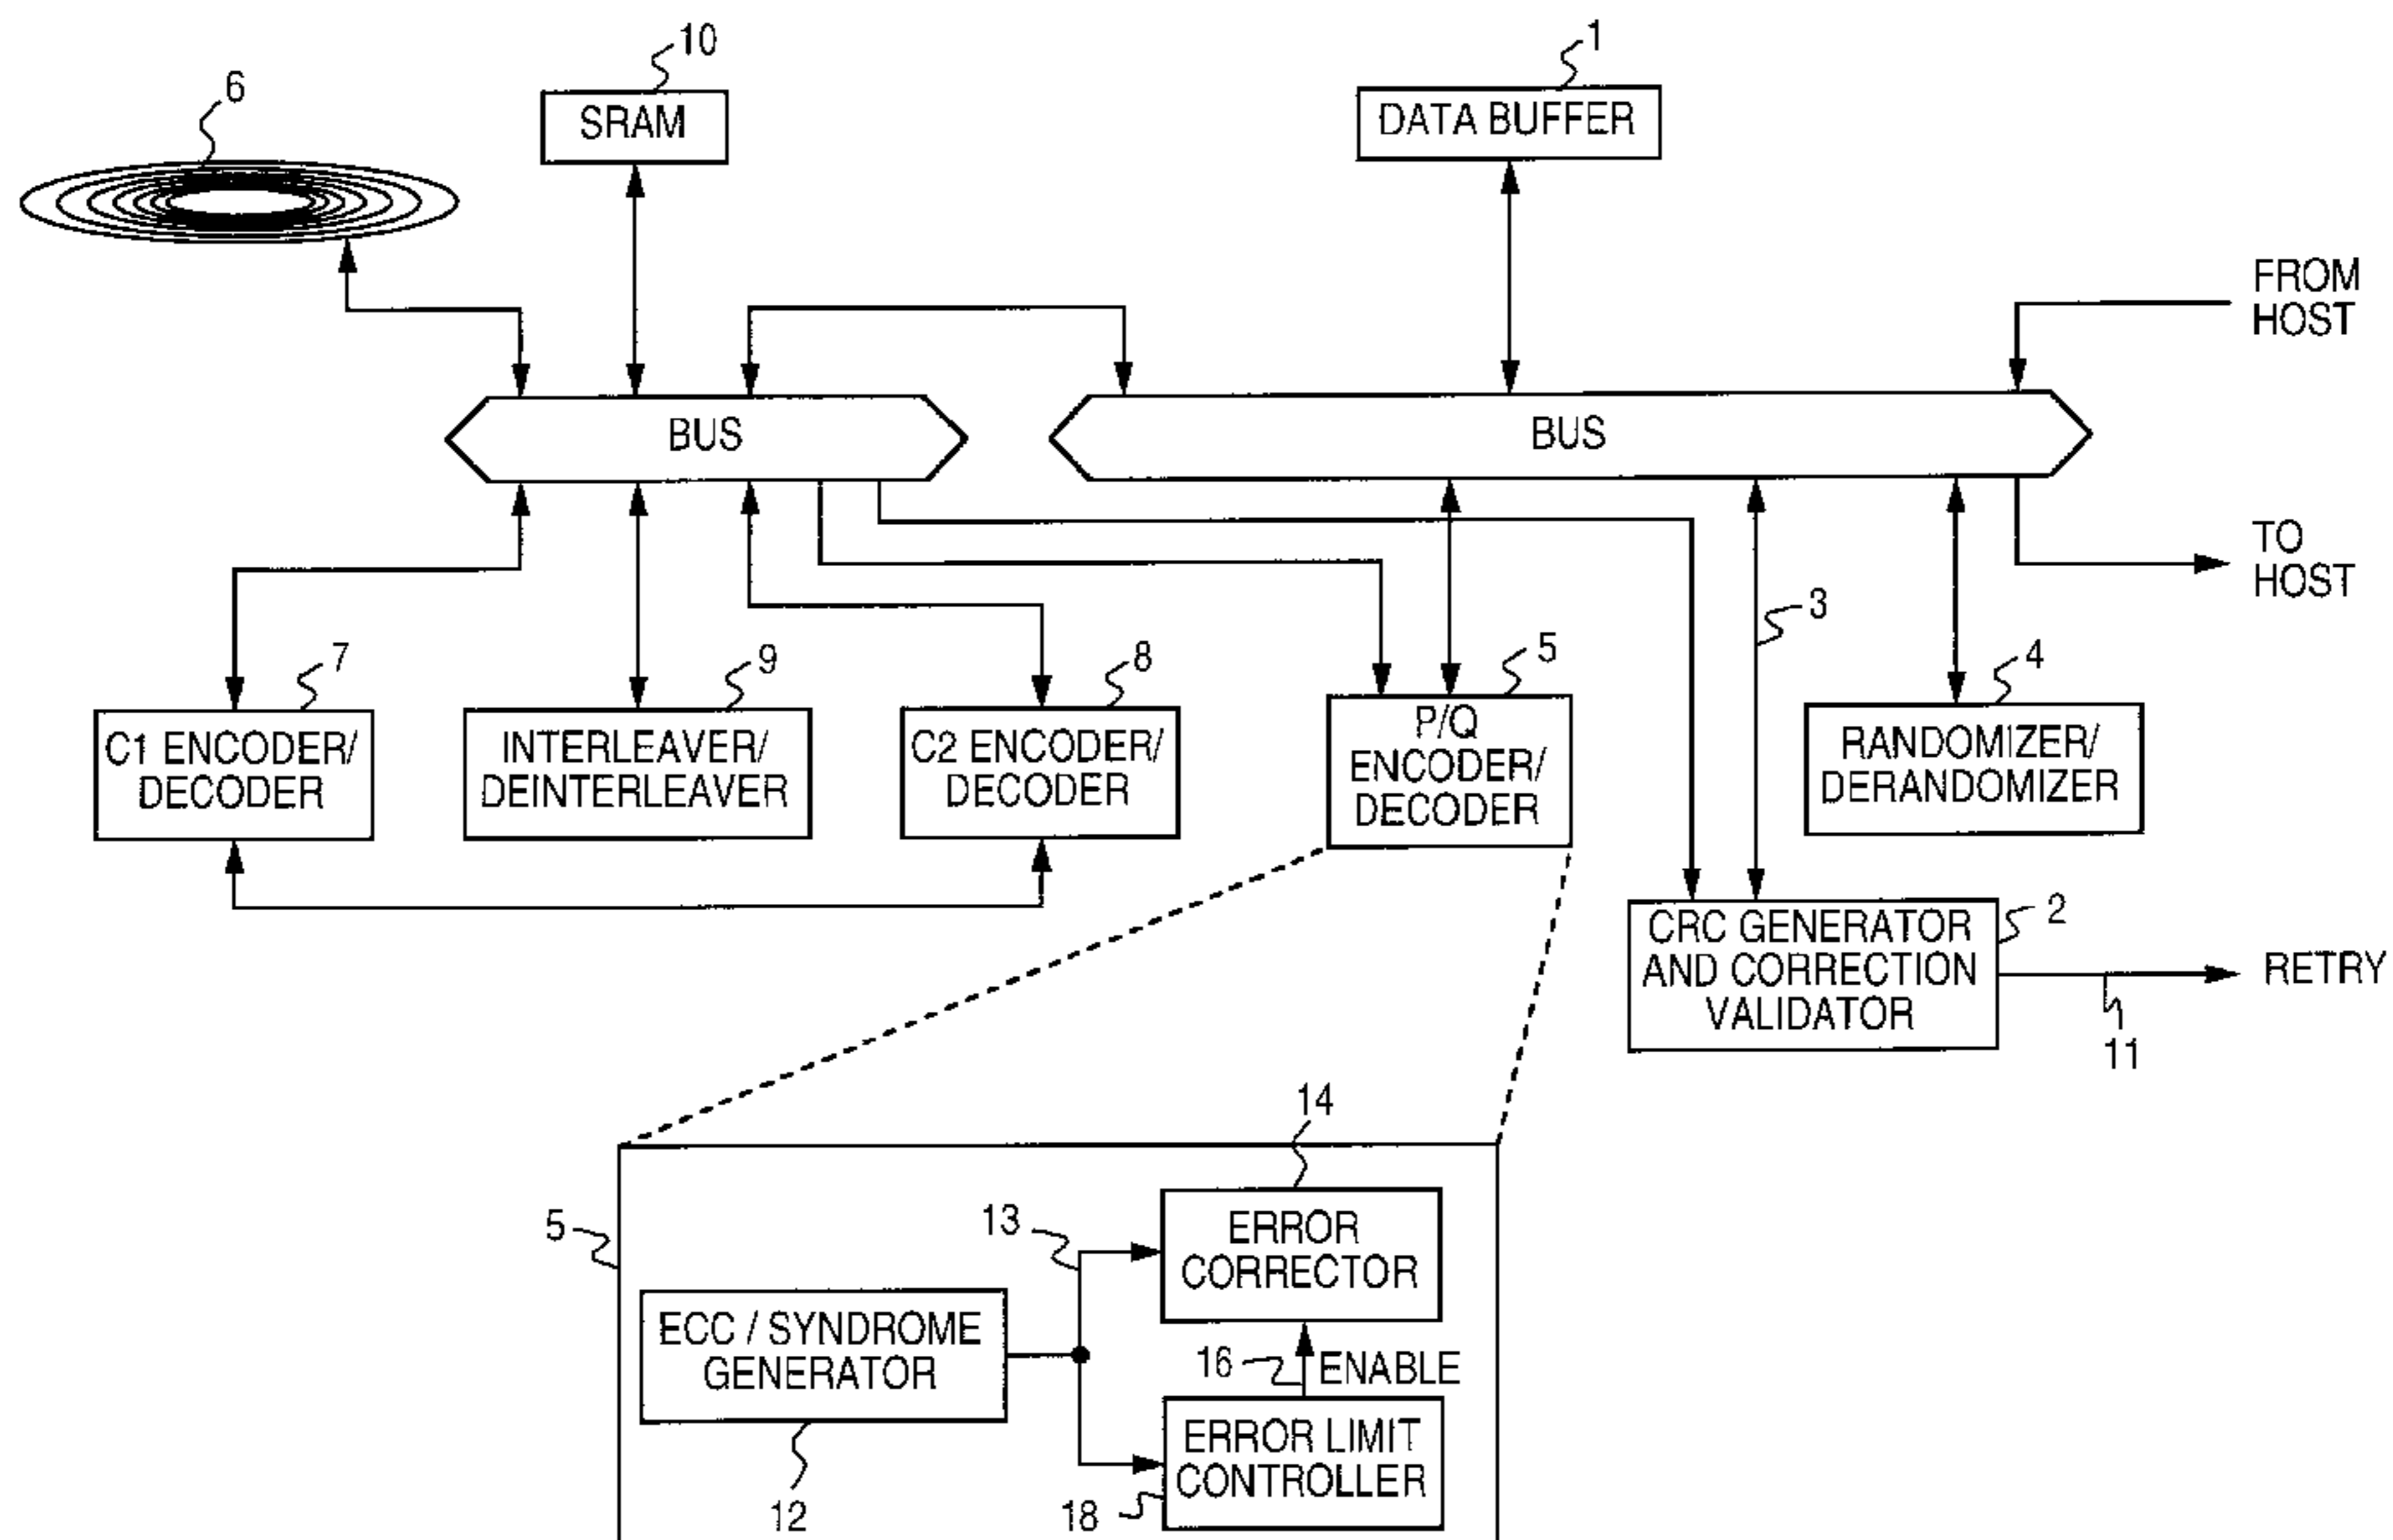 10
1
6
SRAM
DATA BUFFER
FROM
HOST
BUS
BUS
TO
HOST
3
7
9
8
5
4
C1 ENCODER/
DECODER
INTERLEAVER/
DEINTERLEAVER
C2 ENCODER/
DECODER
P/Q
ENCODER/
DECODER
RANDOMIZER/
DERANDOMIZER
2
CRC GENERATOR
AND CORRECTION
VALIDATOR
RETRY
11
14
5
13
ERROR
CORRECTOR
ECC / SYNDROME
GENERATOR
16
ENABLE
ERROR LIMIT
CONTROLLER
12
18